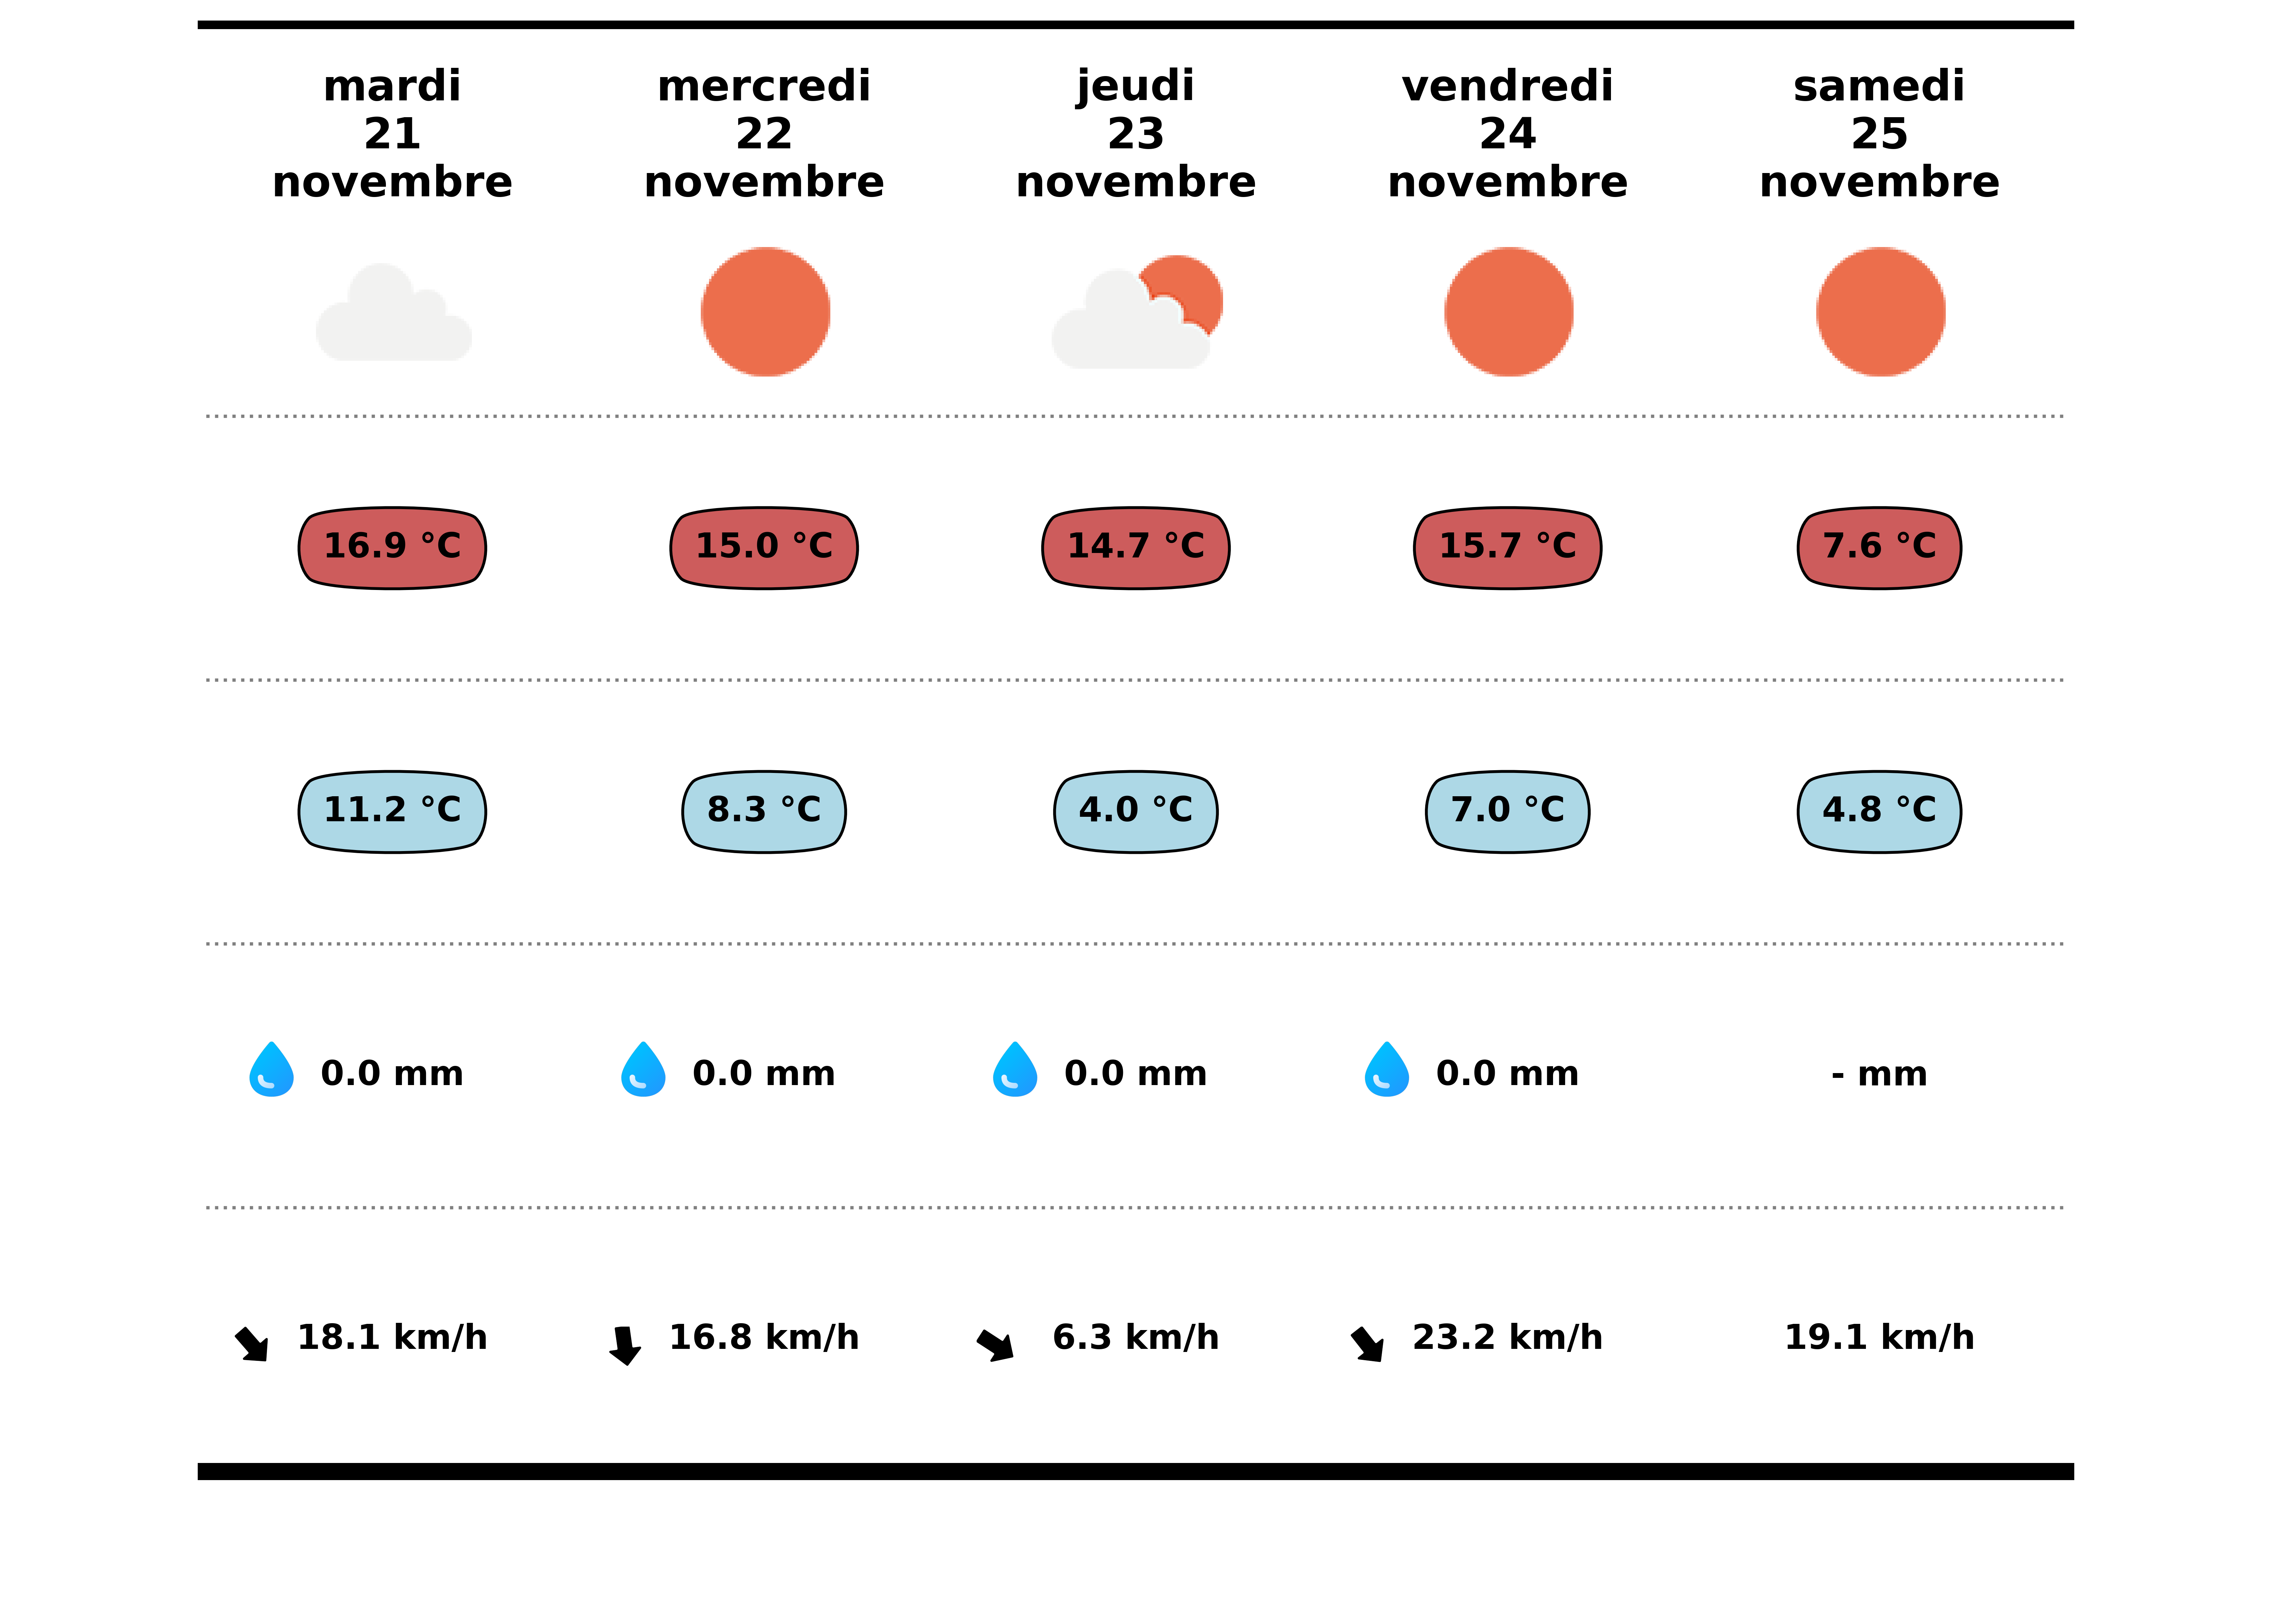 mardi
21
novembre
mercredi
22
novembre
jeudi
23
novembre
vendredi
24
novembre
samedi
25
novembre
16.9 °C
15.0 °C
14.7 °C
15.7 °C
7.6 °C
11.2 °C
8.3 °C
4.0 °C
7.0 °C
4.8 °C
0.0 mm
0.0 mm
0.0 mm
0.0 mm
- mm
18.1 km/h
16.8 km/h
6.3 km/h
23.2 km/h
19.1 km/h